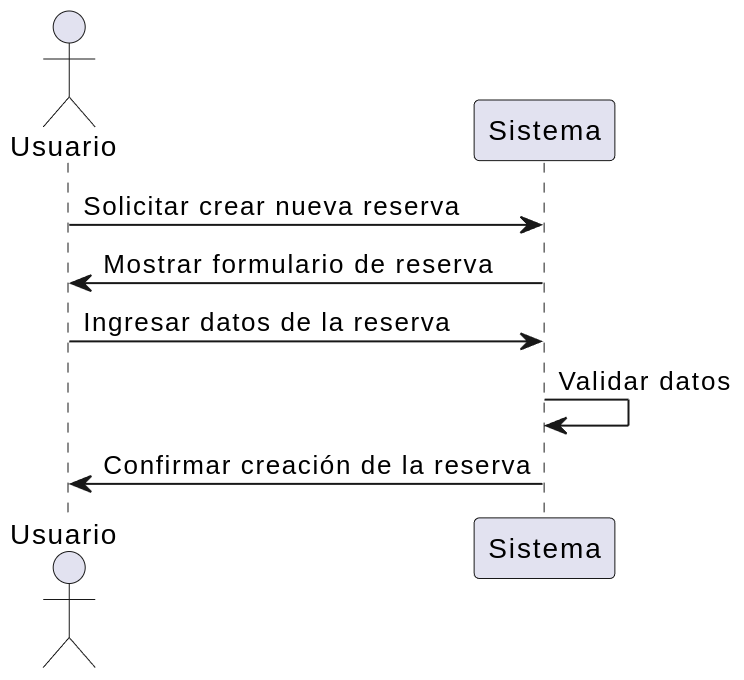 Usuario
Sistema
Solicitar crear nueva reserva
Mostrar formulario de reserva
Ingresar datos de la reserva
Validar datos
Confirmar creación de la reserva
Usuario
Sistema